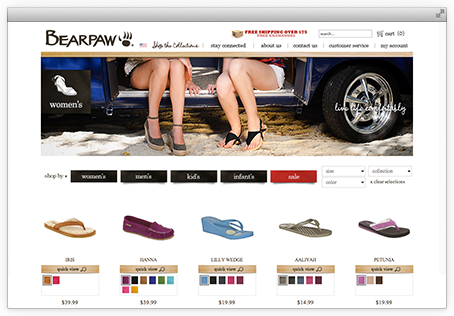 BEARPAW
Shop the Collections
FREE SHIPPING OVER $75
FREE EXCHANGES
search...
cart (0)
stay connected
about us
contact us
customer service
my account
women's
live life comfortably
shop by
women's
men's
kid's
infant's
sale
size
collection
color
x clear selections
IRIS
HANNA
LILLY WEDGE
AALIYAH
PETUNIA
quick view
quick view
quick view
quick view
quick view
$39.99
$39.99
$19.99
$14.99
$19.99